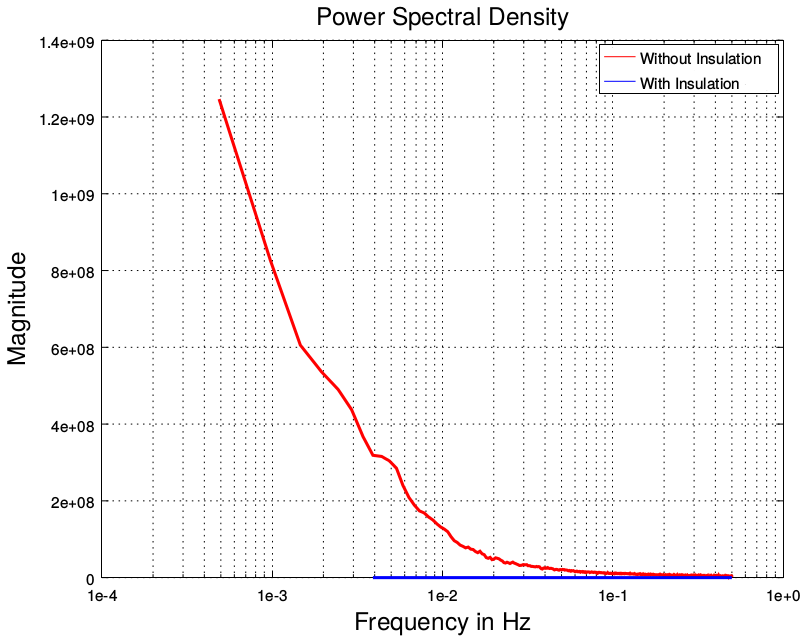 Power Spectral Density
1.4e+09
Without Insulation
With Insulation
1.2e+09
1e+09
8e+08
6e+08
4e+08
2e+08
0
Magnitude
1e-4 1e-3 1e-2 1e-1 1e+0
Frequency in Hz